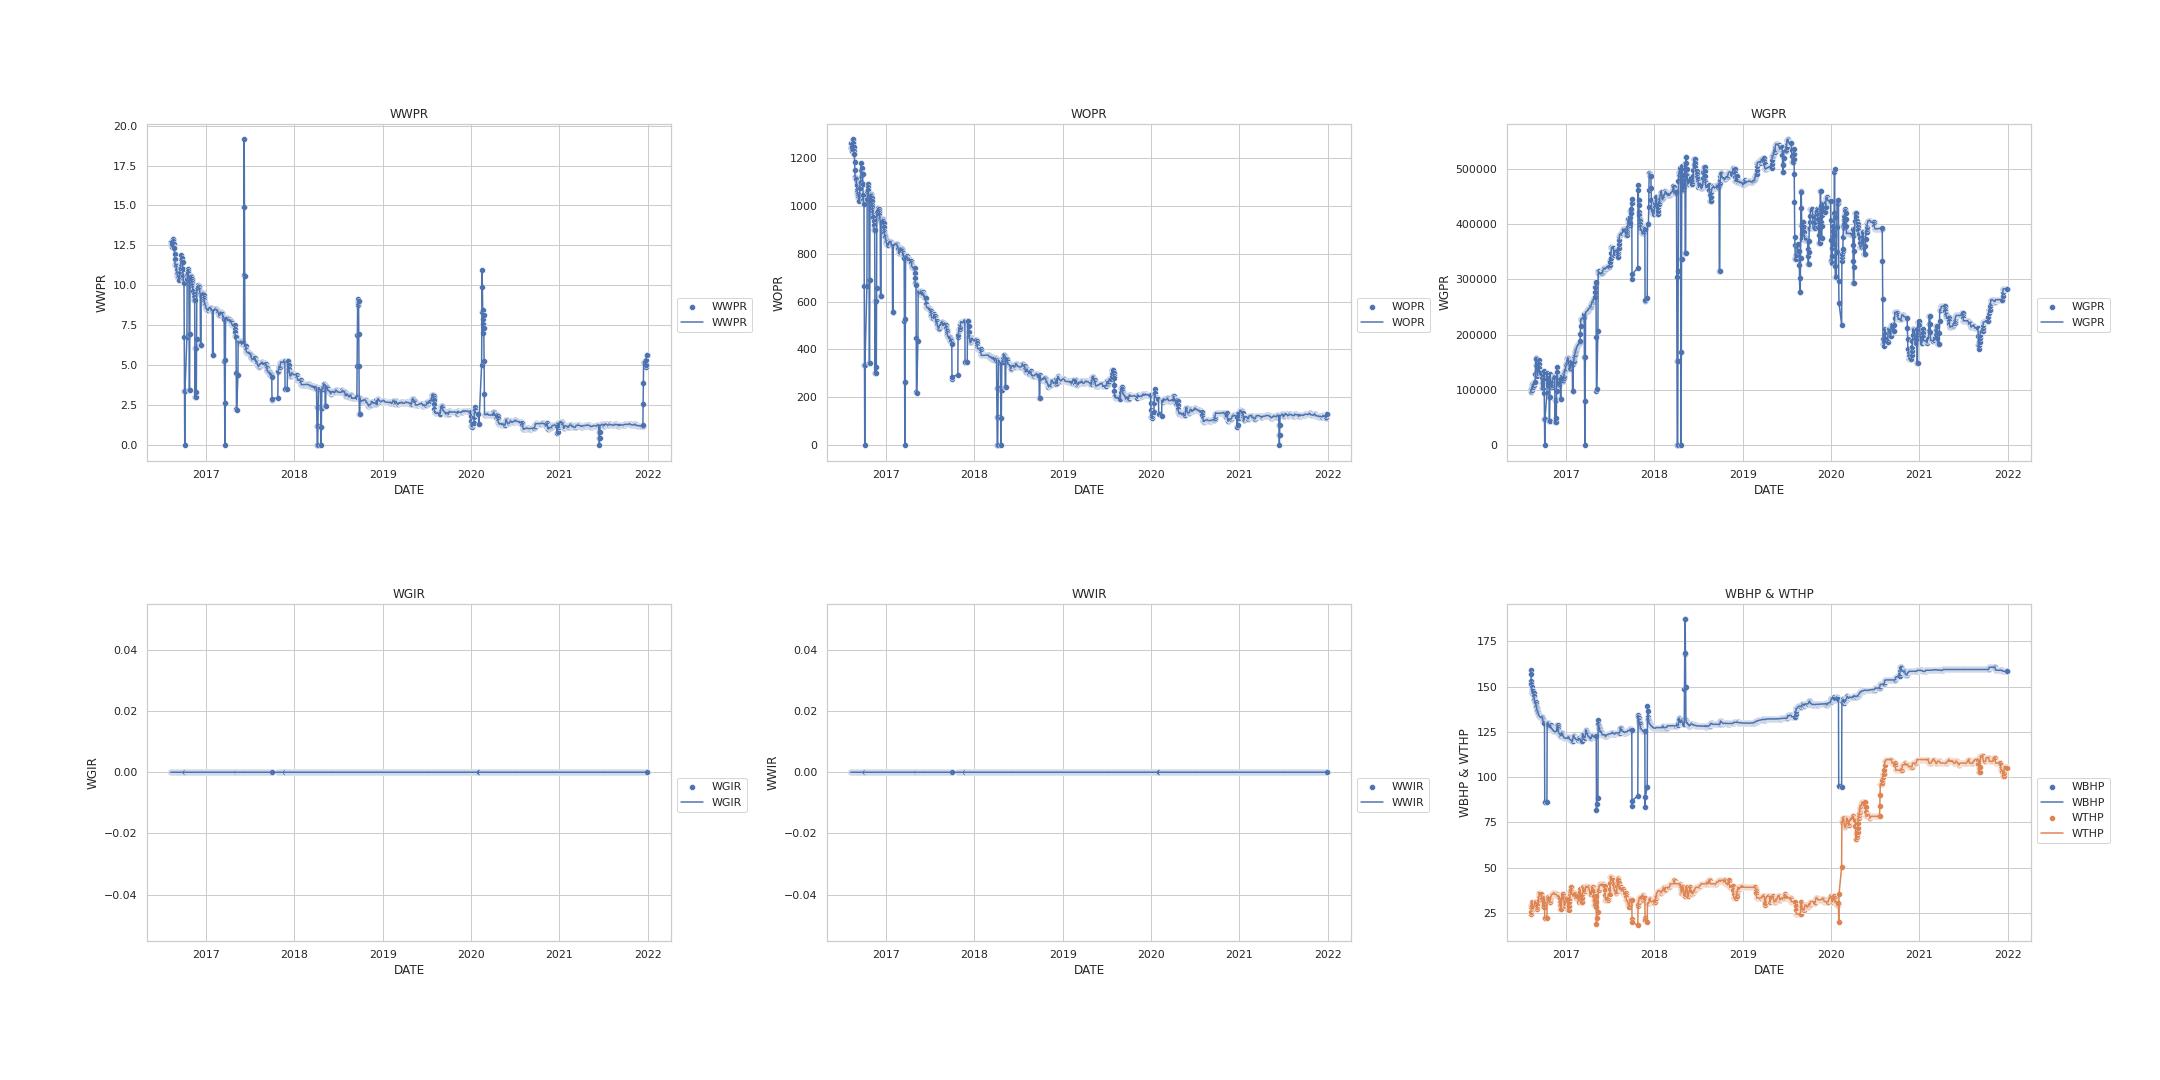 WWPR
20.0
17.5
15.0
12.5
10.0
7.5
5.0
2.5
0.0
WWPR
2017 2018 2019 2020 2021 2022
DATE
WWPR
WWPR
WOPR
1200
1000
800
600
400
200
0
WOPR
2017 2018 2019 2020 2021 2022
DATE
WOPR
WOPR
WGPR
500000
400000
300000
200000
100000
0
WGPR
2017 2018 2019 2020 2021 2022
DATE
WGPR
WGPR
WGIR
0.04
0.02
0.00
−0.02
−0.04
WGIR
2017 2018 2019 2020 2021 2022
DATE
WGIR
WGIR
WWIR
0.04
0.02
0.00
−0.02
−0.04
WWIR
2017 2018 2019 2020 2021 2022
DATE
WWIR
WWIR
WBHP & WTHP
175
150
125
100
75
50
25
WBHP & WTHP
2017 2018 2019 2020 2021 2022
DATE
WBHP
WBHP
WTHP
WTHP